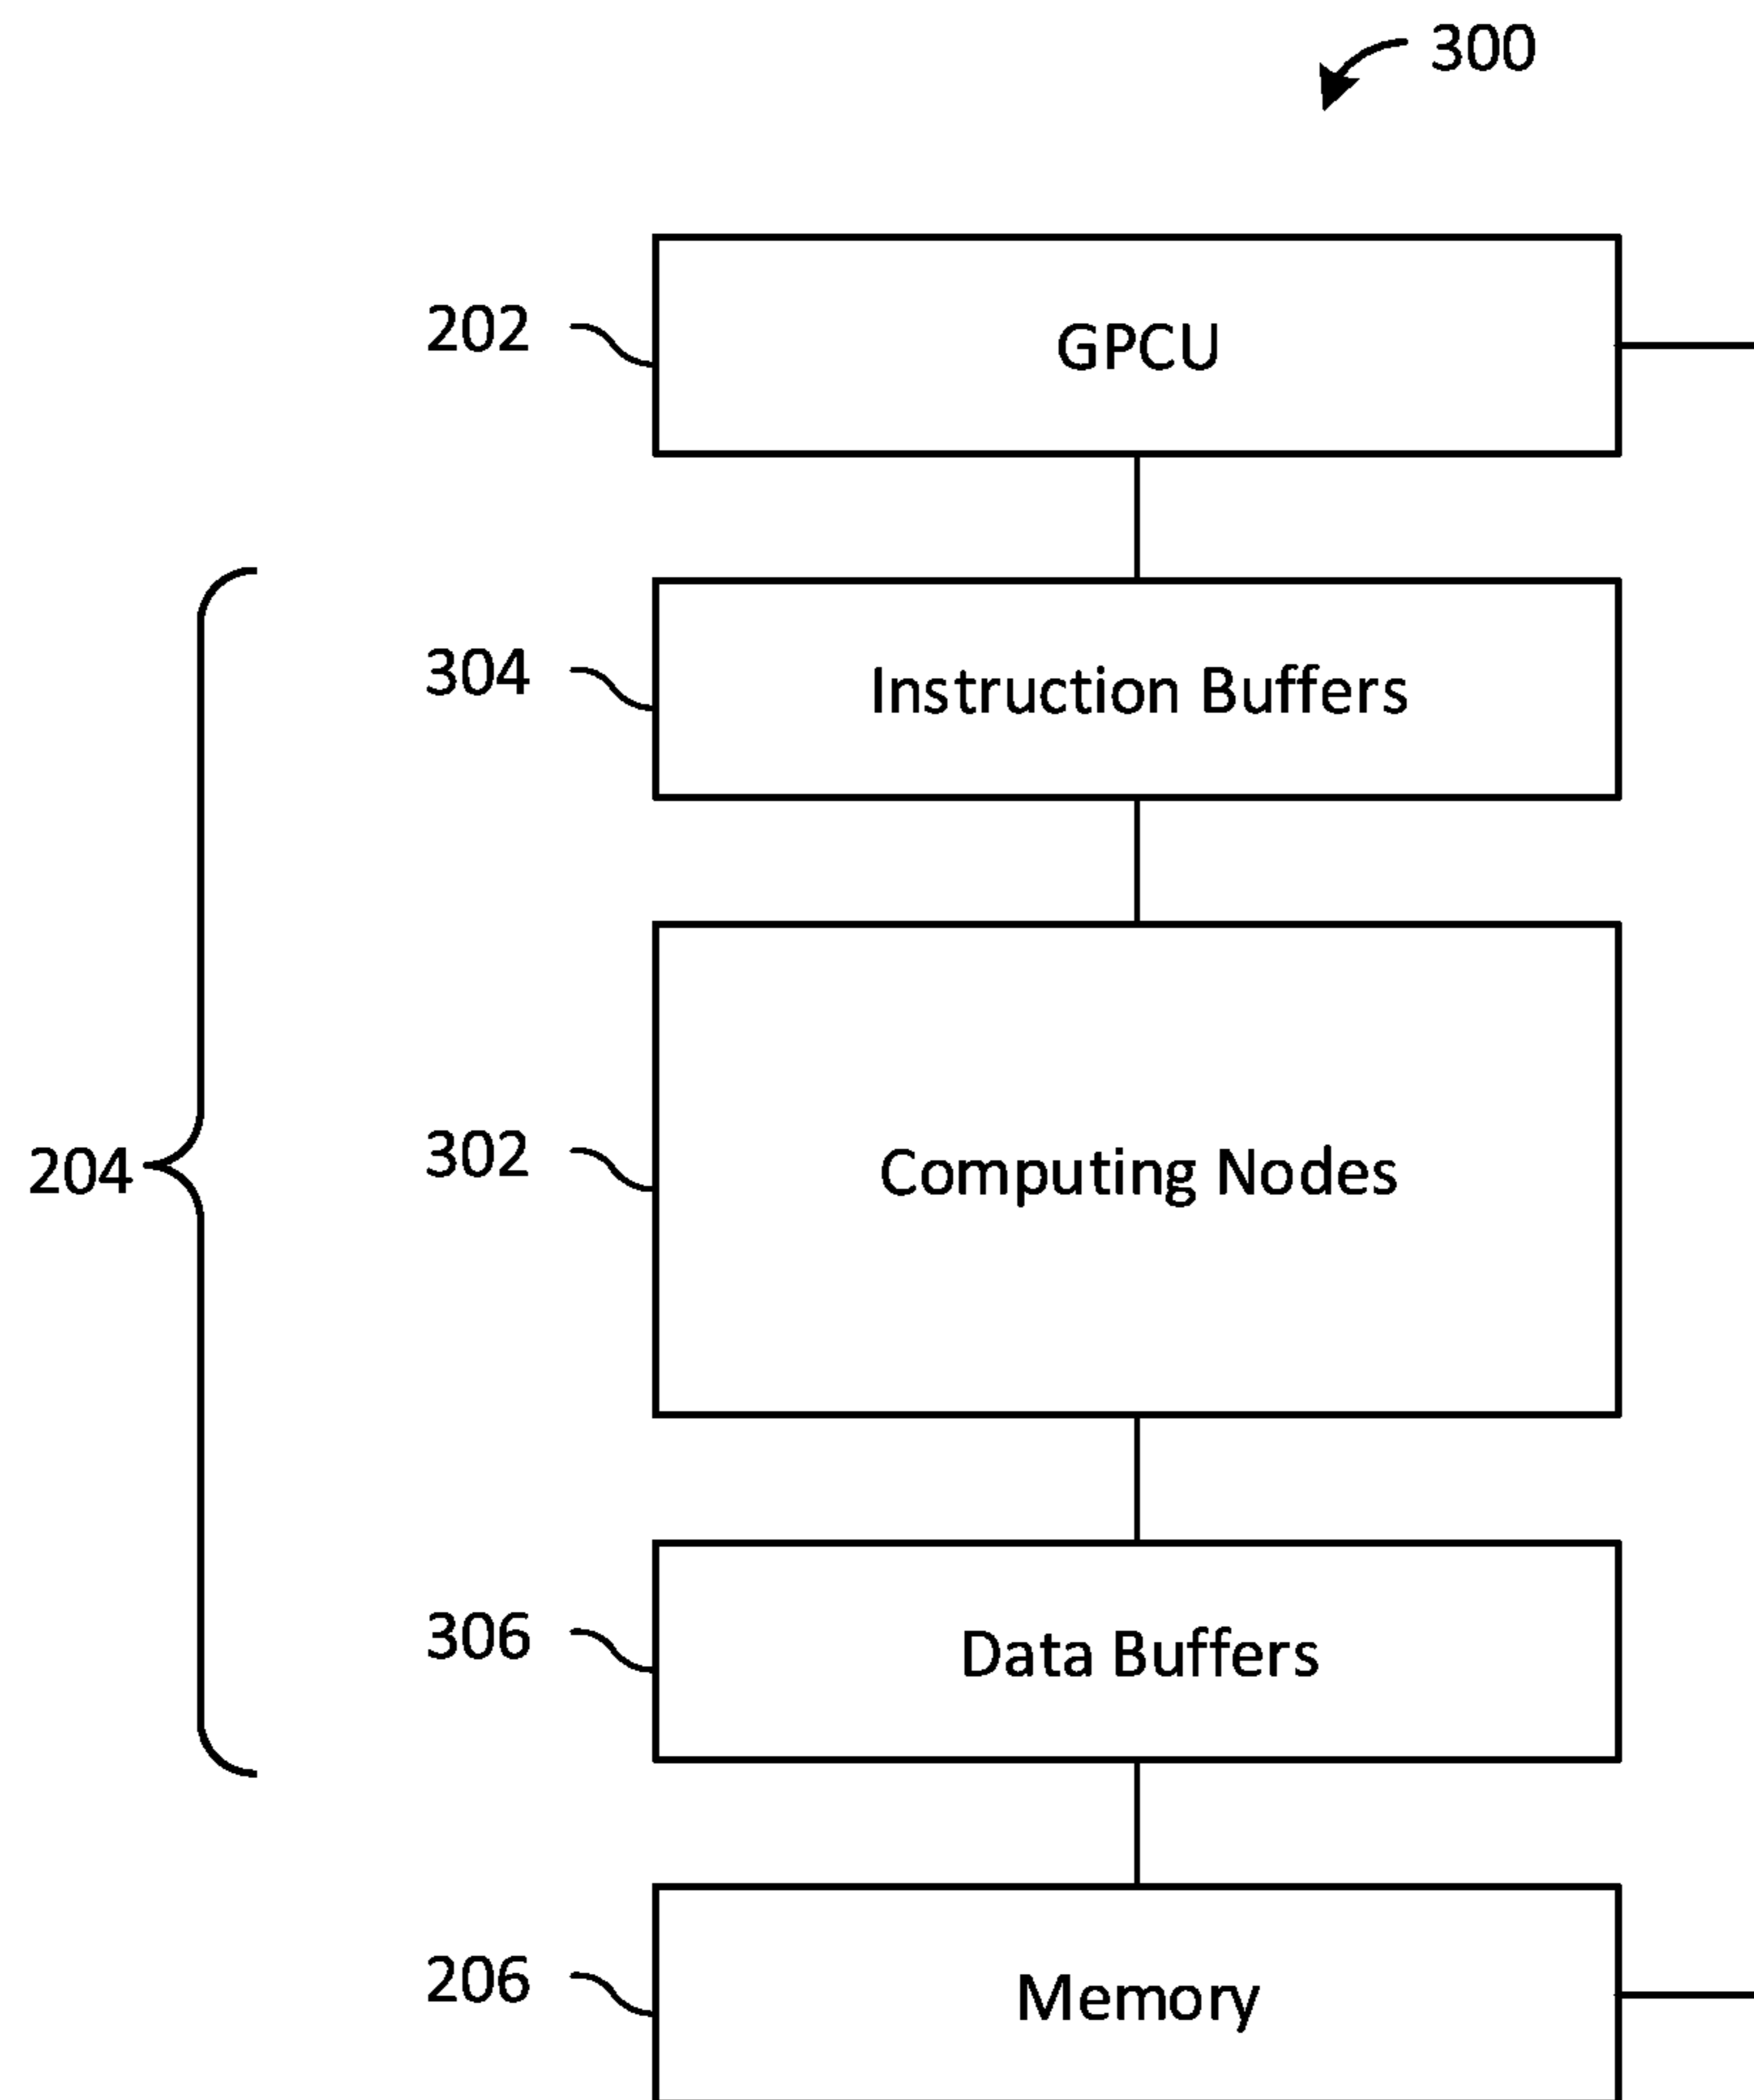 300
202
GPCU
304
Instruction Buffers
204
302
Computing Nodes
306
Data Buffers
206
Memory